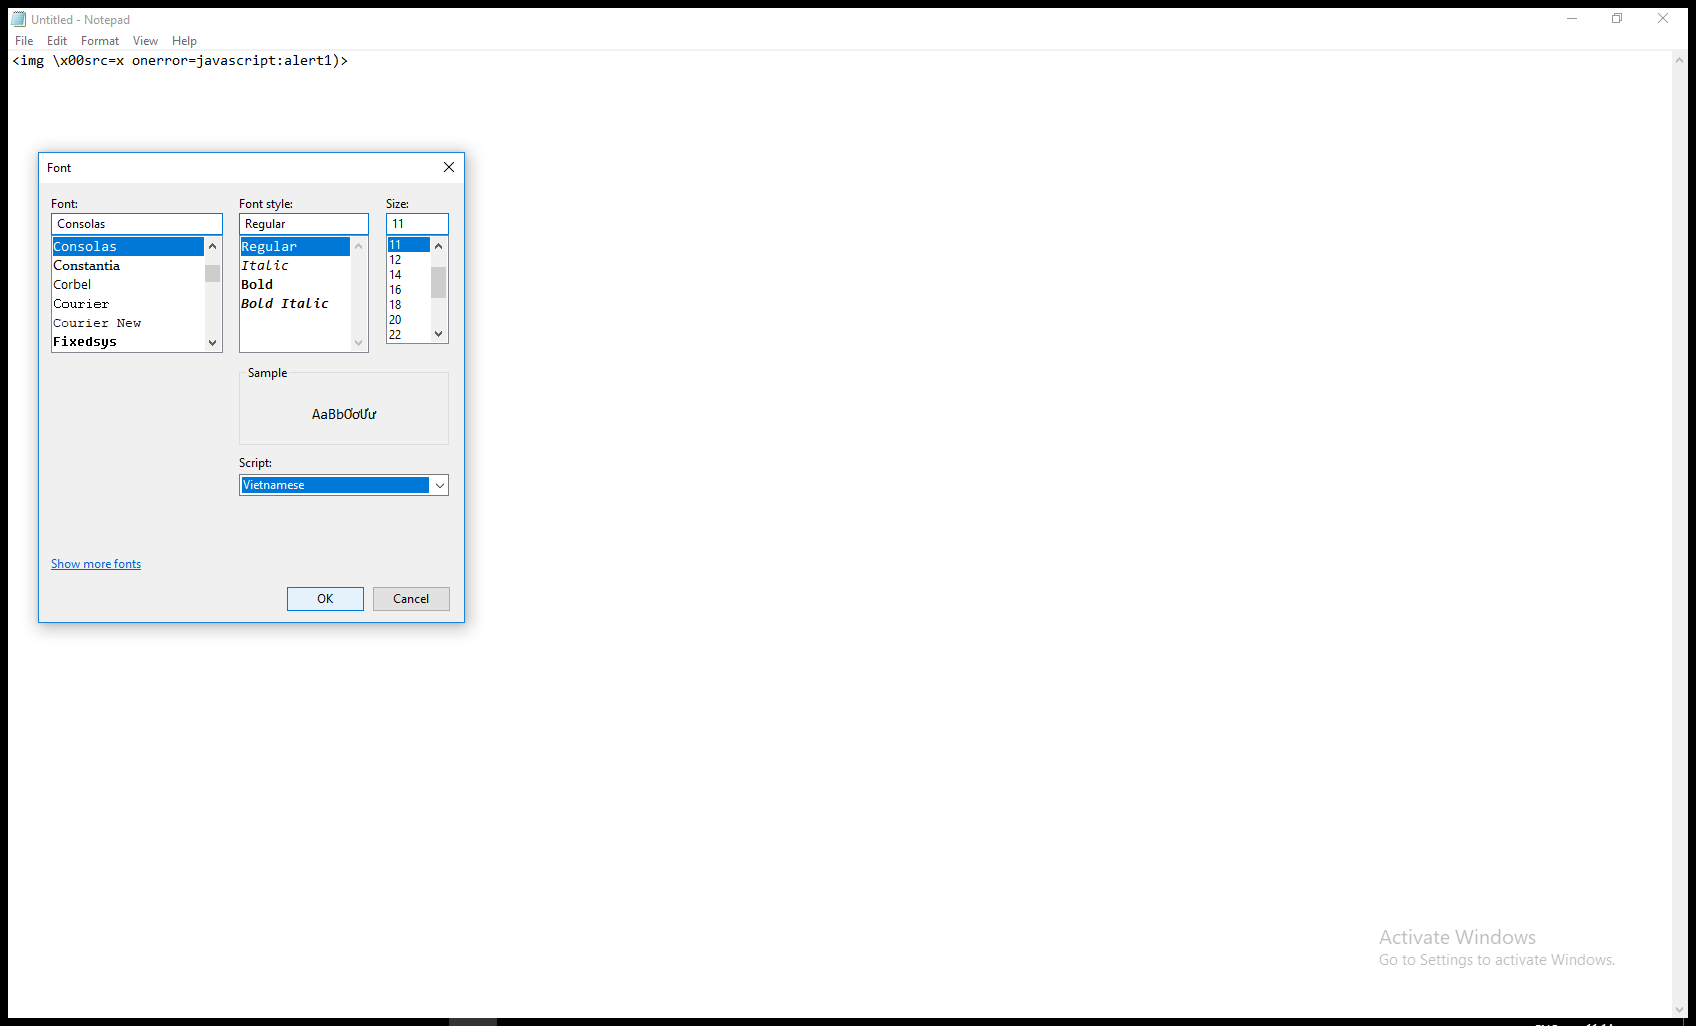 Untitled - Notepad
File Edit Format View Help
<img \x00src=x onerror=javascript:alert1)>
Font
Font: Font style: Size:
Consolas Regular 11
Consolas Regular 11
Constantia Italic 12
Corbel Bold 14
Courier Bold Italic 16
Courier New 18
Fixedsys 20
22
Sample
AaBbƠơƯư
Script:
Vietnamese
Show more fonts
OK Cancel
Activate Windows
Go to Settings to activate Windows.